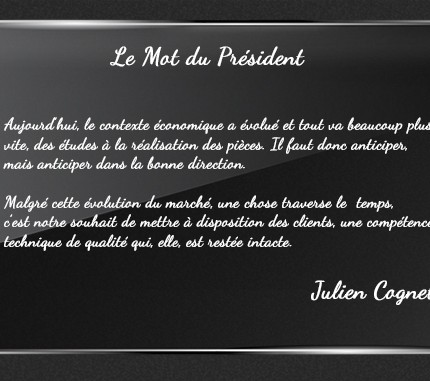 Le Mot du Président
Aujourd'hui, le contexte économique a évolué et tout va beaucoup plus
vite, des études à la réalisation des pièces. Il faut donc anticiper,
mais anticiper dans la bonne direction.
Malgré cette évolution du marché, une chose traverse le temps,
c'est notre souhait de mettre à disposition des clients, une compétence
technique de qualité qui, elle, est restée intacte.
Julien Cognet